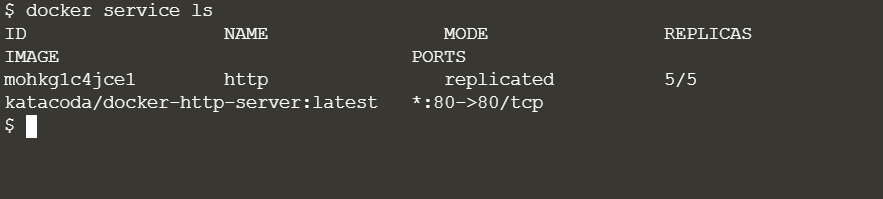 $ docker service ls
ID NAME MODE REPLICAS
IMAGE PORTS
mohkg1c4jce1 http replicated 5/5
katacoda/docker-http-server:latest *:80->80/tcp
$